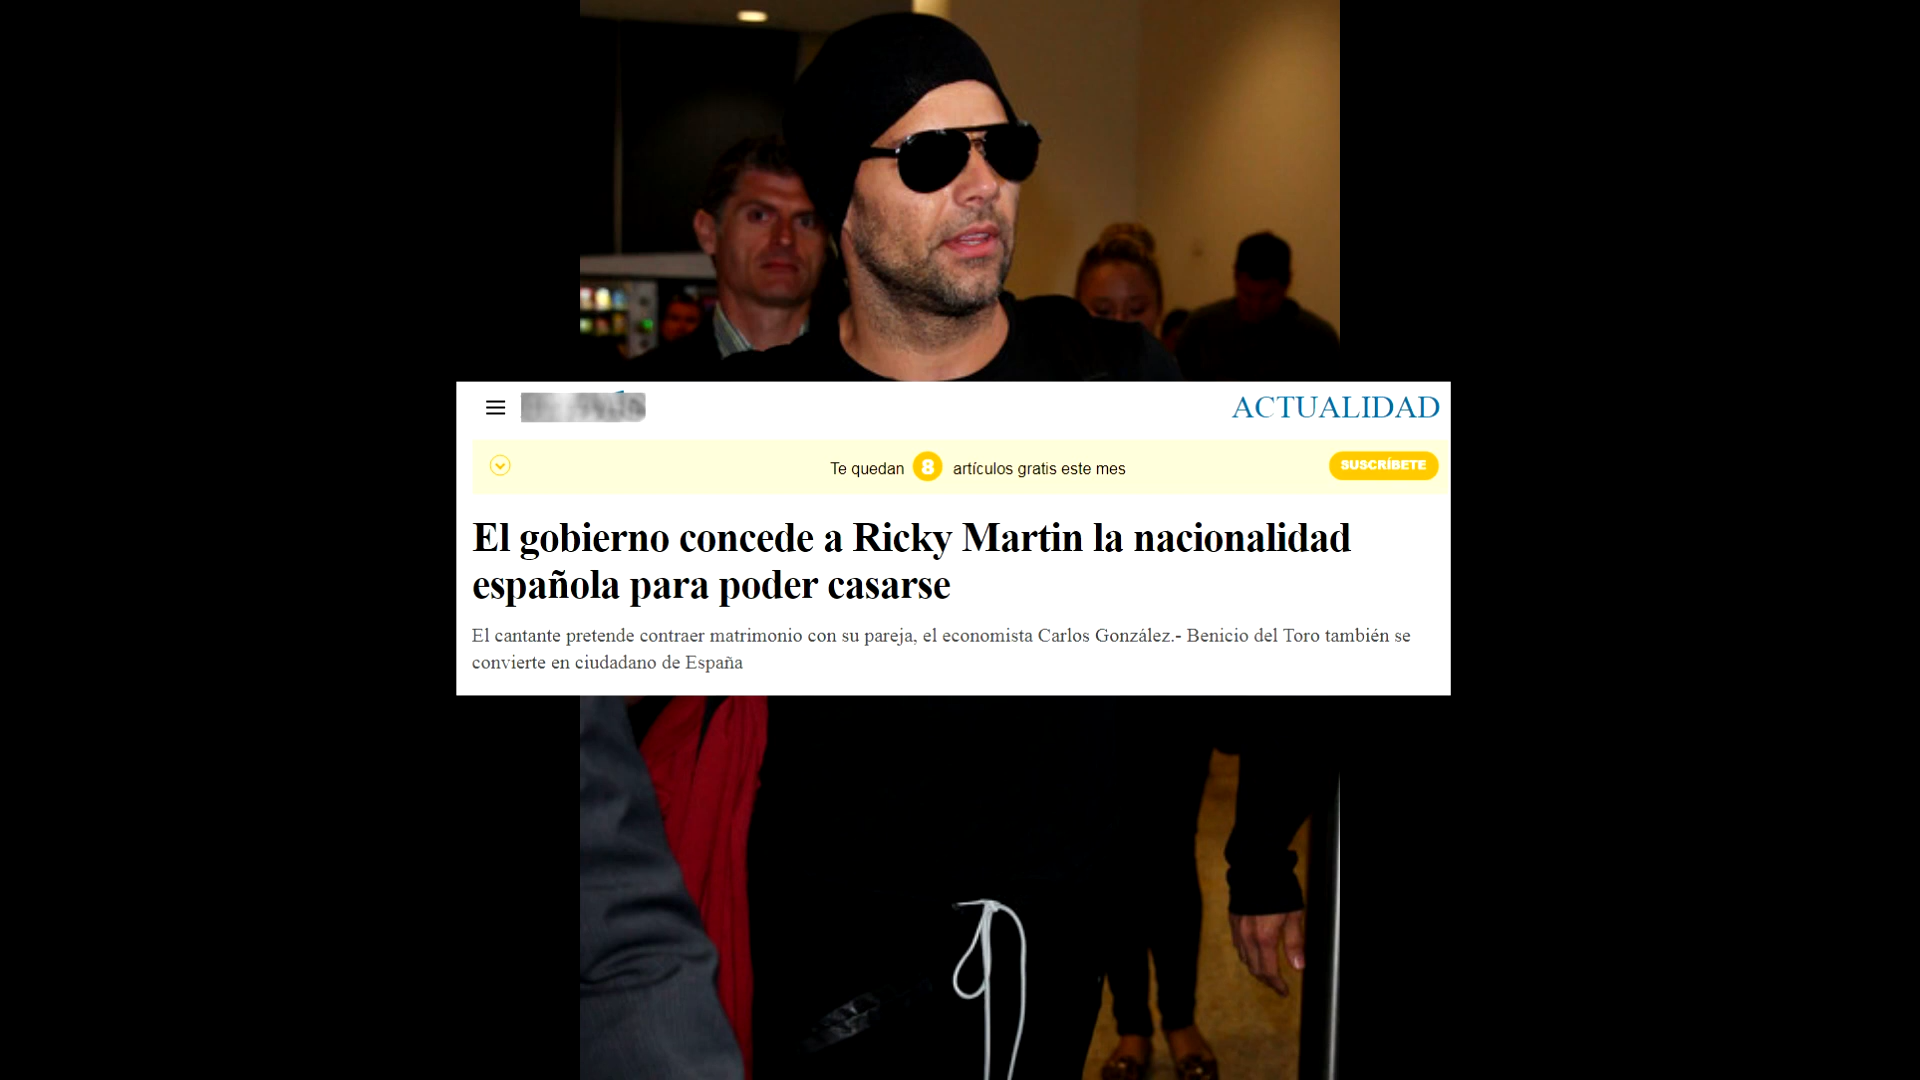 ACTUALIDAD
Te quedan 8 artículos gratis este mes
SUSCRÍBETE
El gobierno concede a Ricky Martin la nacionalidad
española para poder casarse
El cantante pretende contraer matrimonio con su pareja, el economista Carlos González.- Benicio del Toro también se
convierte en ciudadano de España